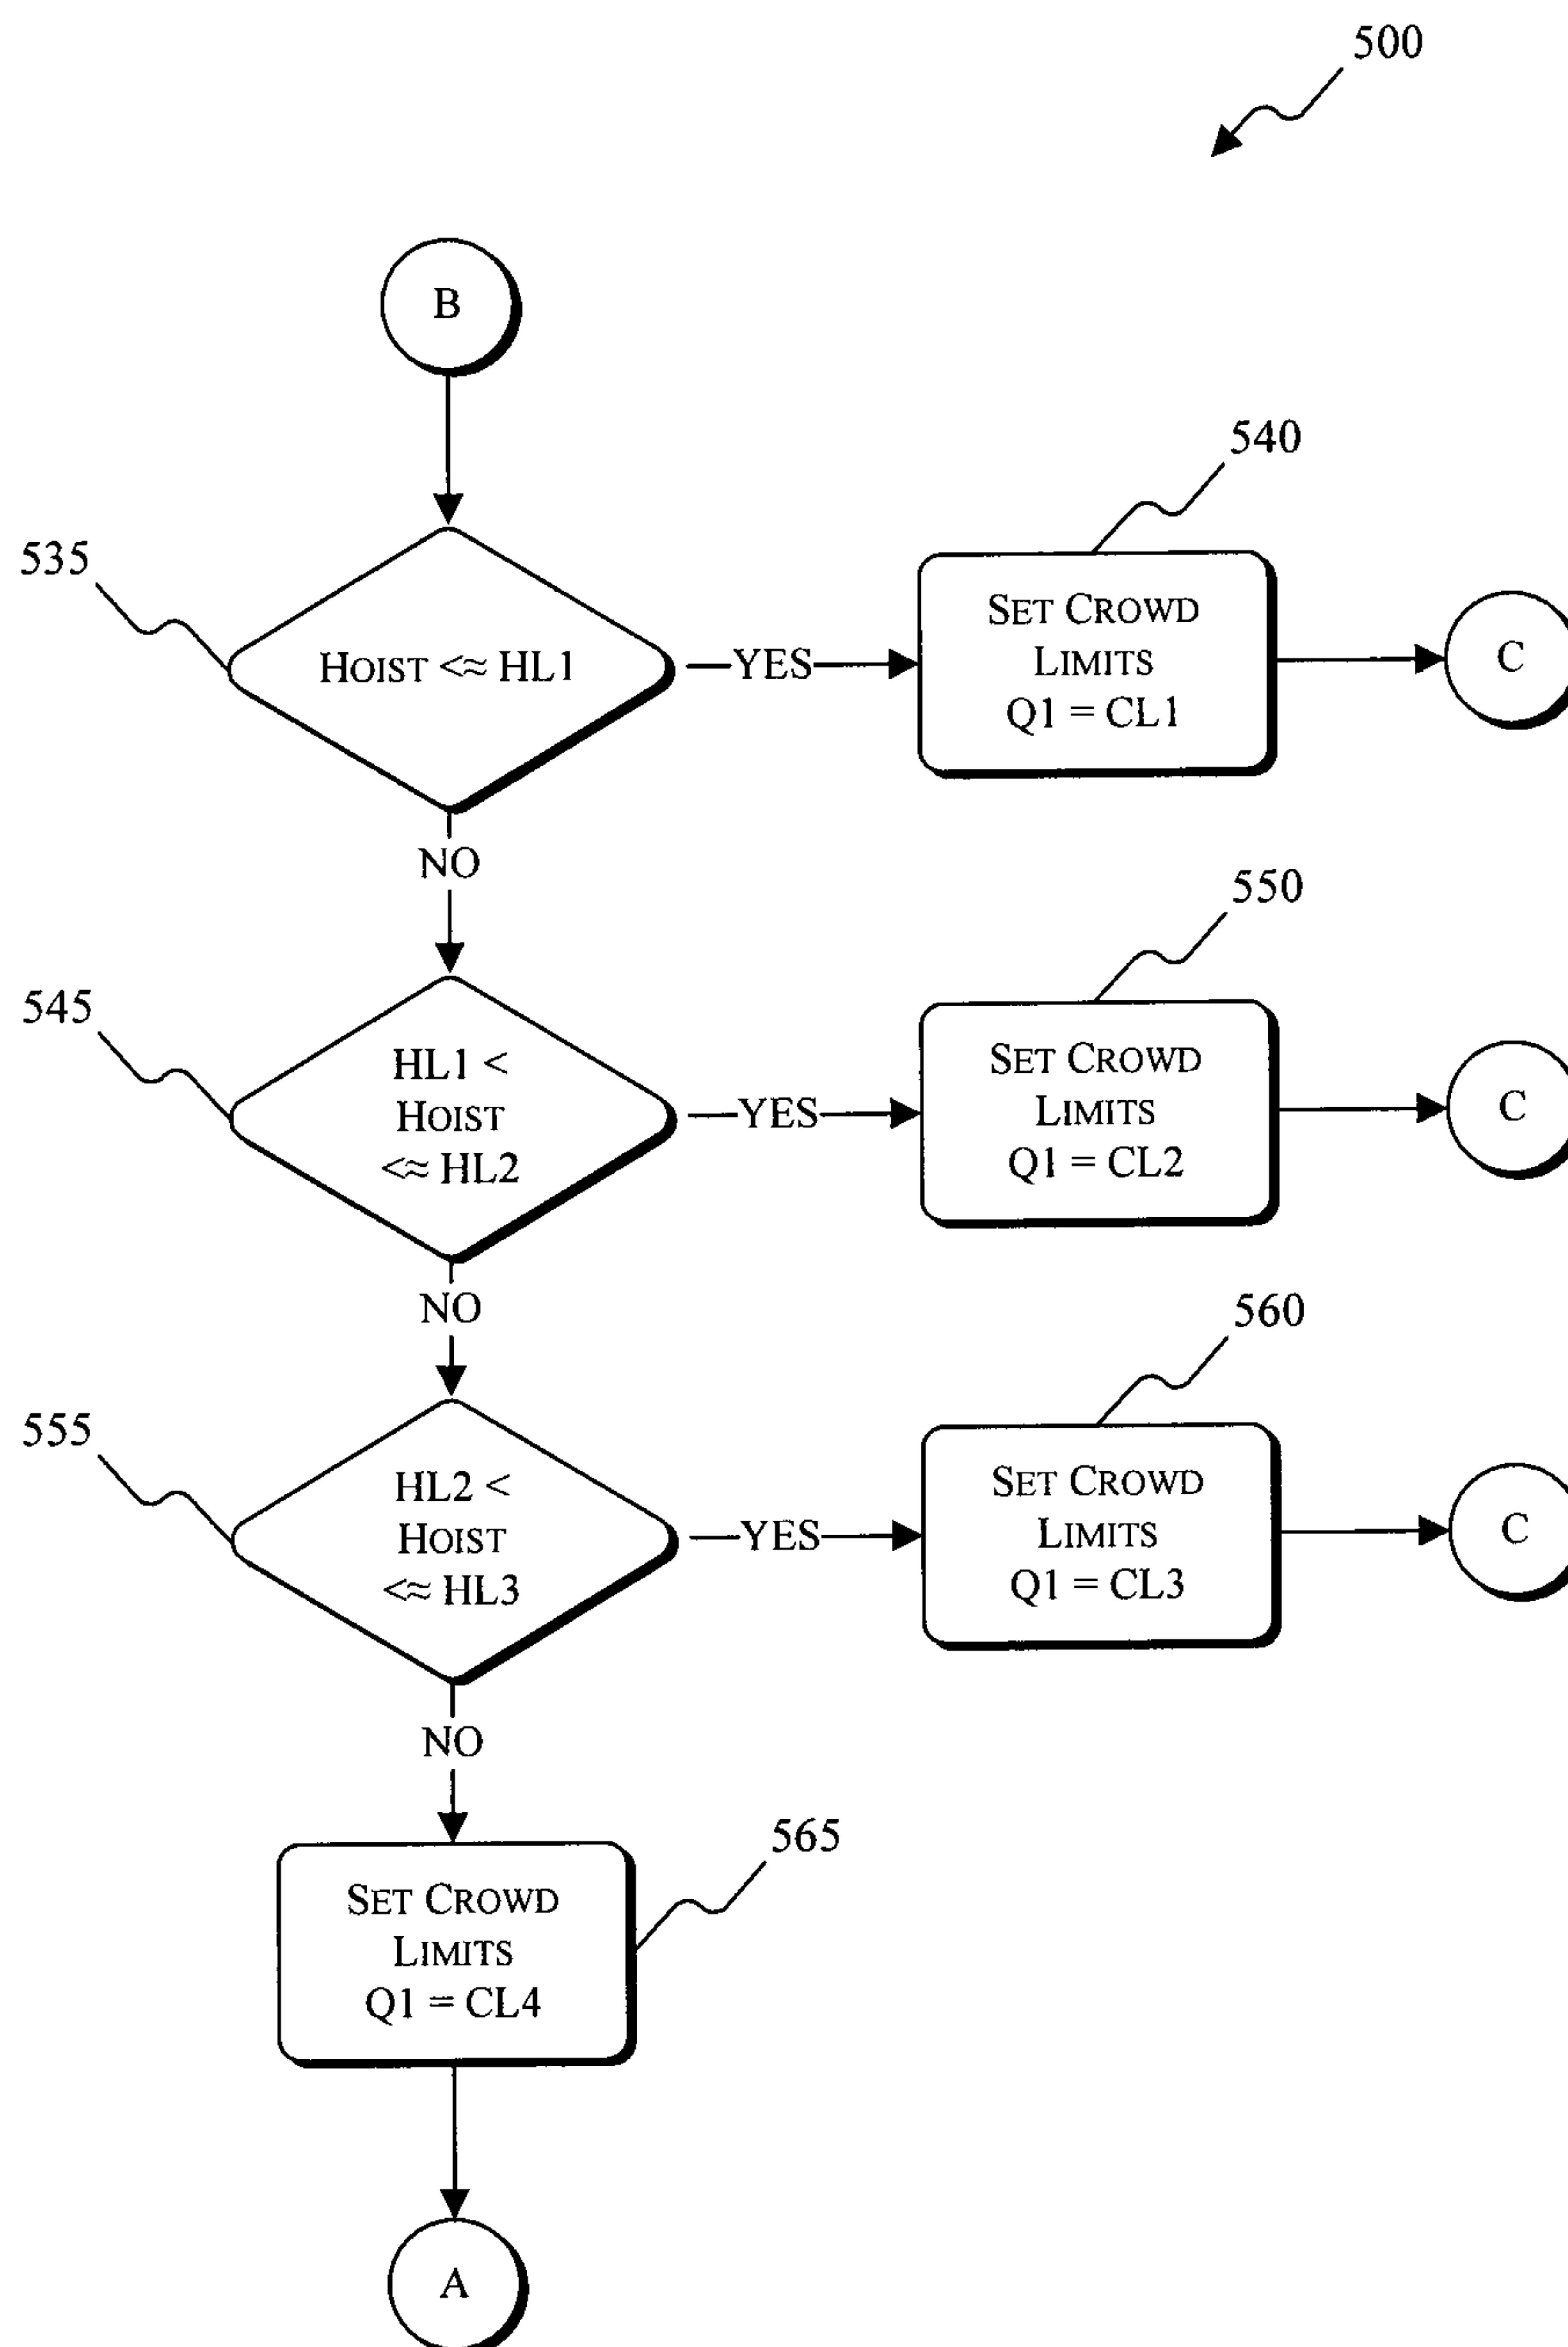 500
B
540
535
HOIST <≈ HL1
YES
SET CROWD
LIMITS
Q1 = CL1
C
NO
550
545
HL1 <
HOIST
<≈ HL2
YES
SET CROWD
LIMITS
Q1 = CL2
C
NO
560
555
HL2 <
HOIST
<≈ HL3
YES
SET CROWD
LIMITS
Q1 = CL3
C
NO
565
SET CROWD
LIMITS
Q1 = CL4
A